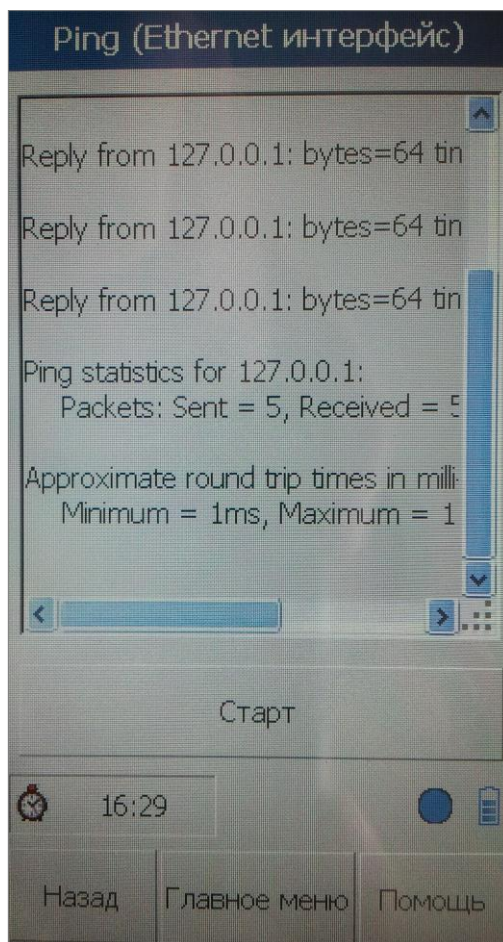 Ping (Ethernet интерфейс)
Reply from 127.0.0.1: bytes=64 tin
Reply from 127.0.0.1: bytes=64 tin
Reply from 127.0.0.1: bytes=64 tin
Ping statistics for 127.0.0.1:
Packets: Sent = 5, Received = 5
Approximate round trip times in milli-
Minimum = 1ms, Maximum = 1
Старт
16:29
Назад Главное меню Помощь